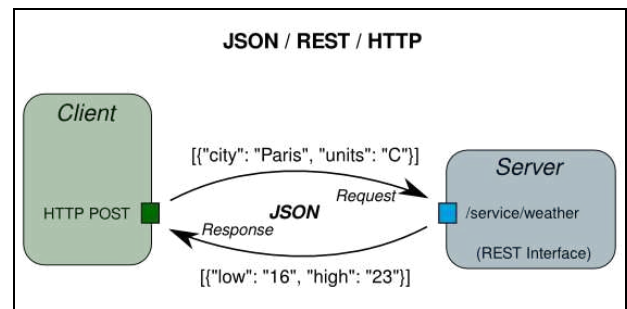 JSON / REST / HTTP
Client
[{"city": "Paris", "units": "C"}]
Server
Request
HTTP POST
JSON
/service/weather
Response
(REST Interface)
[{"low": "16", "high": "23"}]